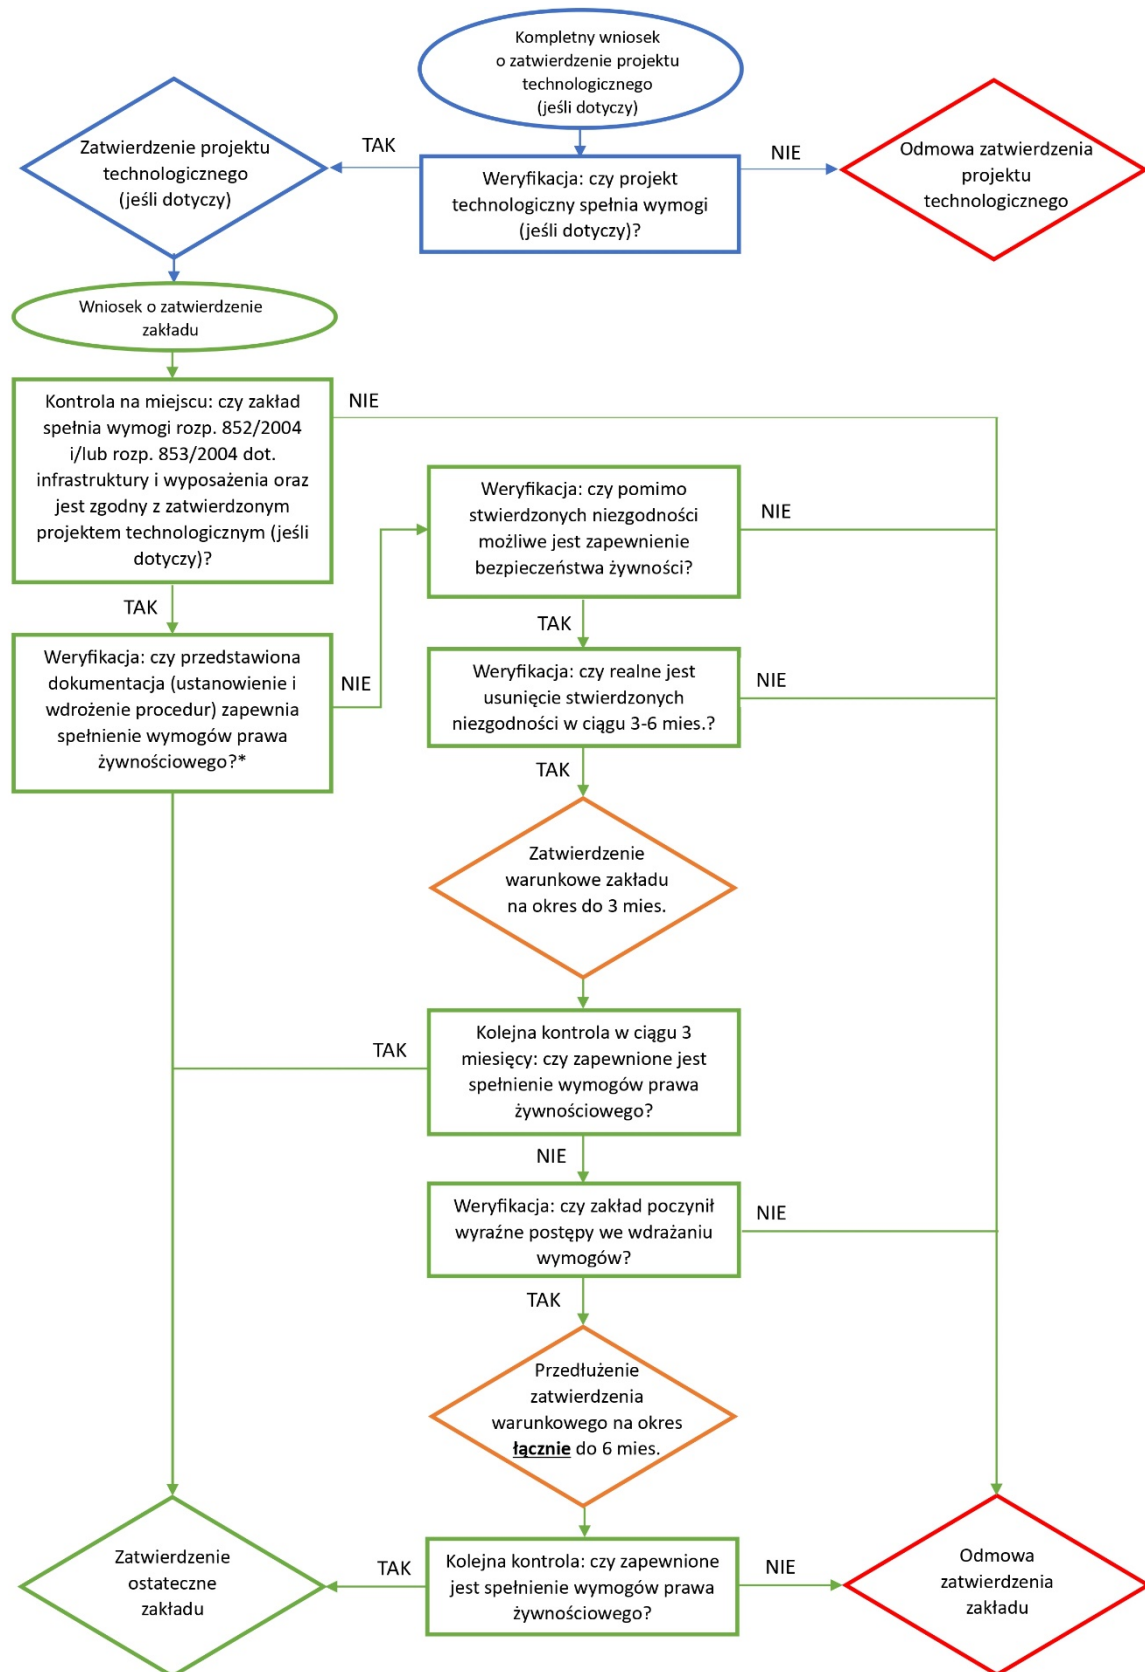 Kompletny wniosek
o zatwierdzenie projektu
technologicznego
(jeśli dotyczy)
TAK
NIE
Zatwierdzenie projektu
technologicznego
(jeśli dotyczy)
Weryfikacja: czy projekt
technologiczny spełnia wymogi
(jeśli dotyczy)?
Odmowa zatwierdzenia
projektu
technologicznego
Wniosek o zatwierdzenie
zakładu
Kontrola na miejscu: czy zakład
spełnia wymogi rozp. 852/2004
i/lub rozp. 853/2004 dot.
infrastruktury i wyposażenia oraz
jest zgodny z zatwierdzonym
projektem technologicznym (jeśli
dotyczy)?
NIE
TAK
Weryfikacja: czy pomimo
stwierdzonych niezgodności
możliwe jest zapewnienie
bezpieczeństwa żywności?
NIE
TAK
Weryfikacja: czy przedstawiona
dokumentacja (ustanowienie i
wdrożenie procedur) zapewnia
spełnienie wymogów prawa
żywnościowego?*
NIE
Weryfikacja: czy realne jest
usunięcie stwierdzonych
niezgodności w ciągu 3-6 mies.?
NIE
TAK
Zatwierdzenie
warunkowe zakładu
na okres do 3 mies.
Kolejna kontrola w ciągu 3
miesięcy: czy zapewnione jest
spełnienie wymogów prawa
żywnościowego?
TAK
NIE
Weryfikacja: czy zakład poczynił
wyraźne postępy we wdrażaniu
wymogów?
NIE
TAK
Przedłużenie
zatwierdzenia
warunkowego na okres
łącznie do 6 mies.
Zatwierdzenie
ostateczne
zakładu
TAK
Kolejna kontrola: czy zapewnione
jest spełnienie wymogów prawa
żywnościowego?
NIE
Odmowa
zatwierdzenia
zakładu